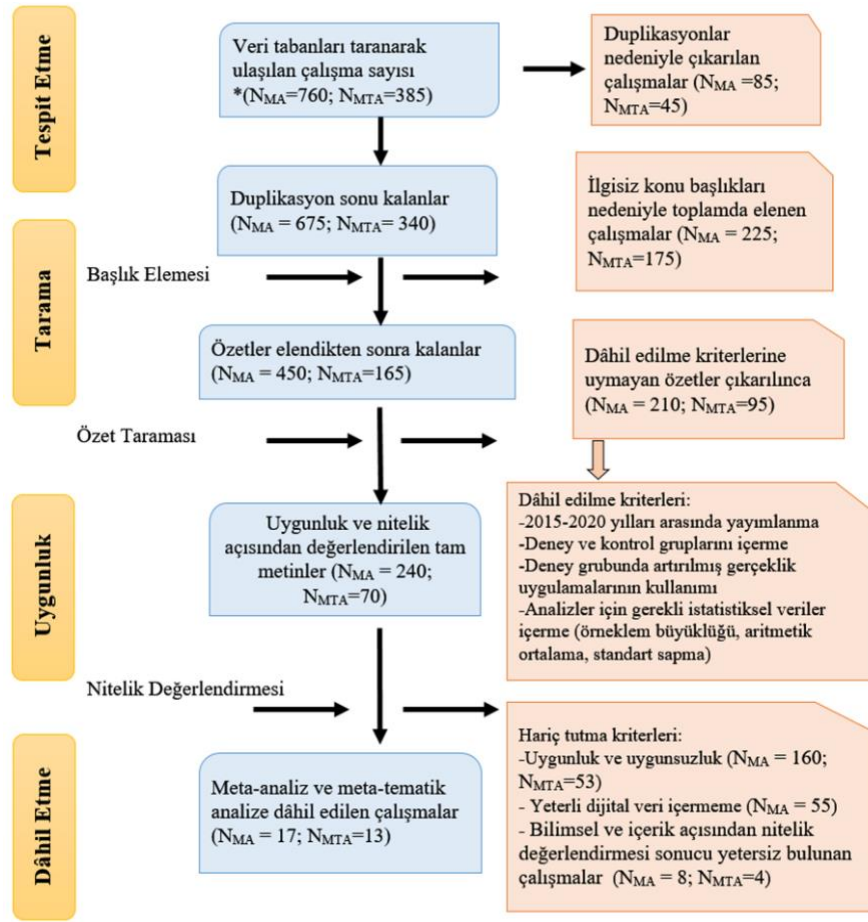 Tespit Etme
Veri tabanları taranarak
ulaşılan çalışma sayısı
*(NMA=760; NMTA=385)
Duplikasyonlar
nedeniyle çıkarılan
çalışmalar (NMA =85;
NMTA=45)
Duplikasyon sonu kalanlar
(NMA = 675; NMTA= 340)
İlgisiz konu başlıkları
nedeniyle toplamda elenen
çalışmalar (NMA = 225;
NMTA=175)
Tarama
Başlık Elemesi
Özetler elendikten sonra kalanlar
(NMA = 450; NMTA=165)
Dâhil edilme kriterlerine
uymayan özetler çıkarılınca
(NMA = 210; NMTA=95)
Özet Taraması
Uygunluk
Uygunluk ve nitelik
açısından değerlendirilen tam
metinler (NMA = 240;
NMTA=70)
Dâhil edilme kriterleri:
-2015-2020 yılları arasında yayımlanma
-Deney ve kontrol gruplarını içerme
-Deney grubunda artırılmış gerçeklik
uygulamalarının kullanımı
-Analizler için gerekli istatistiksel veriler
içerme (örneklem büyüklüğü, aritmetik
ortalama, standart sapma)
Nitelik Değerlendirmesi
Dâhil Etme
Meta-analiz ve meta-tematik
analize dâhil edilen çalışmalar
(NMA = 17; NMTA=13)
Hariç tutma kriterleri:
-Uygunluk ve uygunsuzluk (NMA = 160;
NMTA=53)
- Yeterli dijital veri içermeme (NMA = 55)
- Bilimsel ve içerik açısından nitelik
değerlendirmesi sonucu yetersiz bulunan
çalışmalar (NMA = 8; NMTA=4)